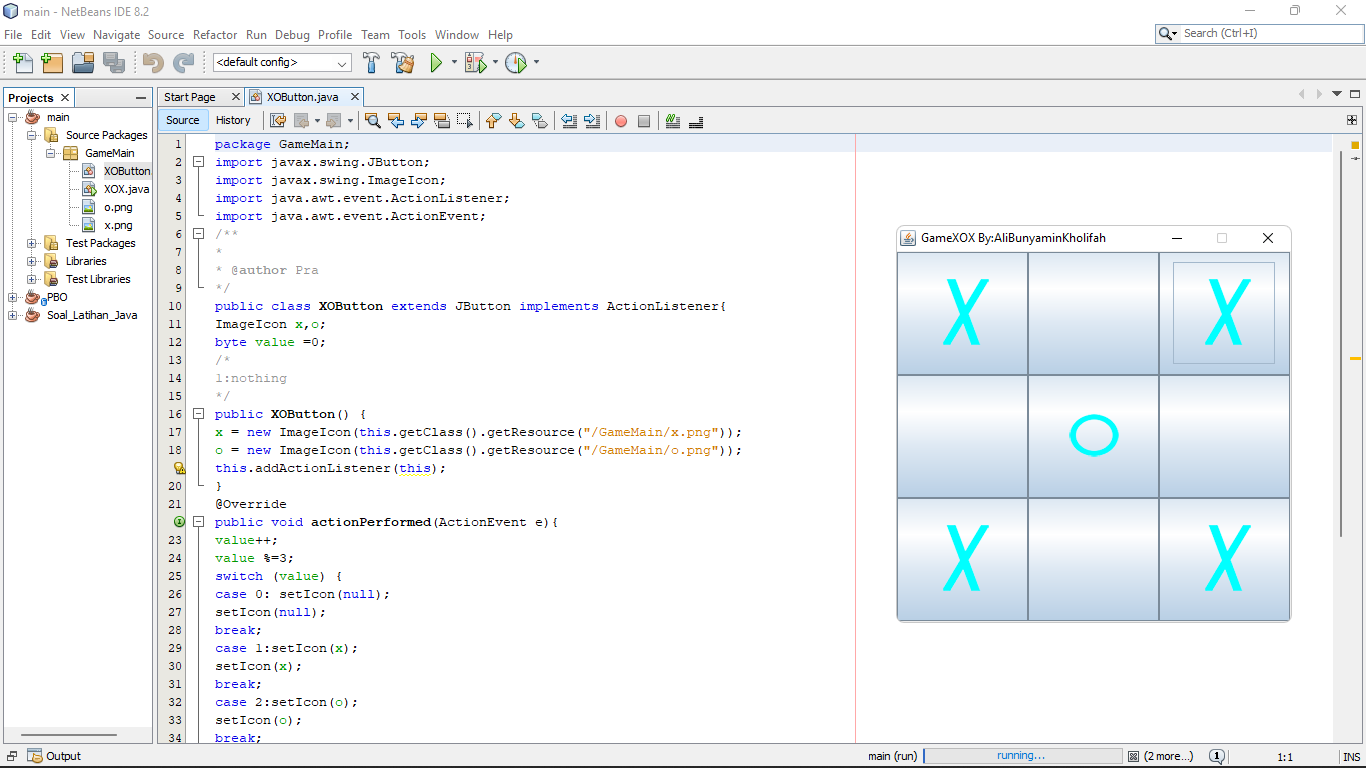 main - NetBeans IDE 8.2
File Edit View Navigate Source Refactor Run Debug Profile Team Tools Window Help
Search (Ctrl+I)
<default config>
Projects
main
Source Packages
GameMain
XOButton
XOX.java
o.png
x.png
Test Packages
Libraries
Test Libraries
PBO
Soal_Latihan_Java
Start Page
XOButton.java
Source History
1 package GameMain;
2 import javax.swing.JButton;
3 import javax.swing.ImageIcon;
4 import java.awt.event.ActionListener;
5 import java.awt.event.ActionEvent;
6 /**
7 *
8 * @author Pra
9 */
10 public class XOButton extends JButton implements ActionListener{
11 ImageIcon x,o;
12 byte value =0;
13 /*
14 1:nothing
15 */
16 public XOButton() {
17 x = new ImageIcon(this.getClass().getResource("/GameMain/x.png"));
18 o = new ImageIcon(this.getClass().getResource("/GameMain/o.png"));
this.addActionListener(this);
20 }
21 @Override
public void actionPerformed(ActionEvent e){
23 value++;
24 value %=3;
25 switch (value) {
26 case 0: setIcon(null);
27 setIcon(null);
28 break;
29 case 1:setIcon(x);
30 setIcon(x);
31 break;
32 case 2:setIcon(o);
33 setIcon(o);
34 break;
GameXOX By:AliBunyaminKholifah
X X
O
X X
Output
main (run)
running...
(2 more...)
1
1:1
INS